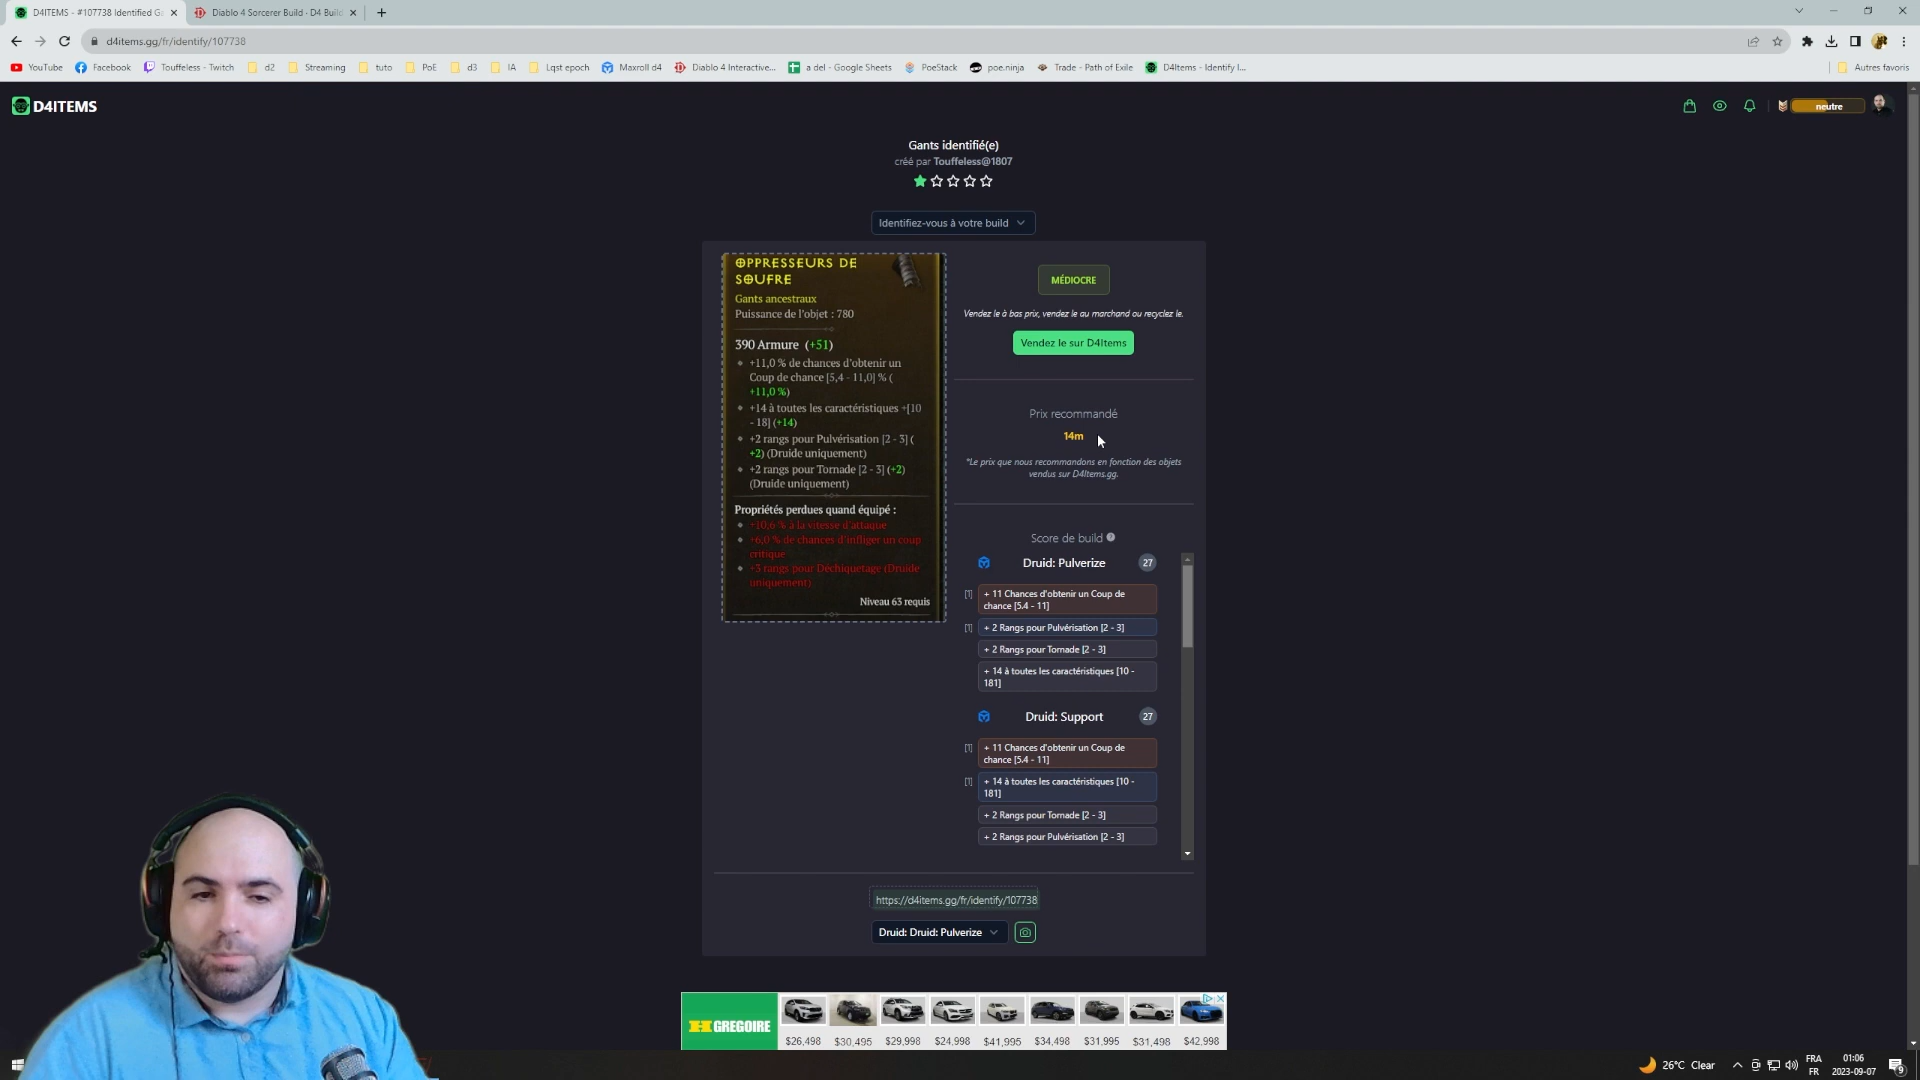 D4ITEMS - #107738 Identified G
Diablo 4 Sorcerer Build - D4 Buil
d4items.gg/fr/identify/107738
YouTube
Facebook
Touffeless - Twitch
d2
Streaming
tuto
PoE
d3
IA
Lqst epoch
Maxroll d4
Diablo 4 Interactive...
a del - Google Sheets
PoeStack
poe.ninja
Trade - Path of Exile
D4Items - Identify I...
Autres favoris
D4ITEMS
neutre
Gants identifié(e)
créé par Touffeless@1807
Identifiez-vous à votre build
OPPRESSEURS DE
SOUFRE
Gants ancestraux
Puissance de l'objet : 780
390 Armure (+51)
+11,0 % de chances d'obtenir un
Coup de chance [5,4 - 11,0] % (
+11,0 %)
+14 à toutes les caractéristiques +[10
- 18] (+14)
+2 rangs pour Pulvérisation [2 - 3] (
+2) (Druide uniquement)
+2 rangs pour Tornade [2 - 3] (+2)
(Druide uniquement)
Propriétés perdues quand équipé :
+10,6 % à la vitesse d'attaque
+6,0 % de chances d'infliger un coup
critique
+3 rangs pour Déchiquetage (Druide
uniquement)
Niveau 63 requis
MÉDIOCRE
Vendez le à bas prix, vendez le au marchand ou recyclez le.
Vendez le sur D4Items
Prix recommandé
14m
*Le prix que nous recommandons en fonction des objets
vendus sur D4Items.gg.
Score de build
Druid: Pulverize
27
[1]
+ 11 Chances d'obtenir un Coup de
chance [5.4 - 11]
[1]
+ 2 Rangs pour Pulvérisation [2 - 3]
+ 2 Rangs pour Tornade [2 - 3]
+ 14 à toutes les caractéristiques [10 -
181]
Druid: Support
27
[1]
+ 11 Chances d'obtenir un Coup de
chance [5.4 - 11]
[1]
+ 14 à toutes les caractéristiques [10 -
181]
+ 2 Rangs pour Tornade [2 - 3]
+ 2 Rangs pour Pulvérisation [2 - 3]
https://d4items.gg/fr/identify/107738
Druid: Druid: Pulverize
H GREGOIRE
$26,498
$30,495
$29,998
$24,998
$41,995
$34,498
$31,995
$31,498
$42,998
26°C Clear
FRA
FR
01:06
2023-09-07
9